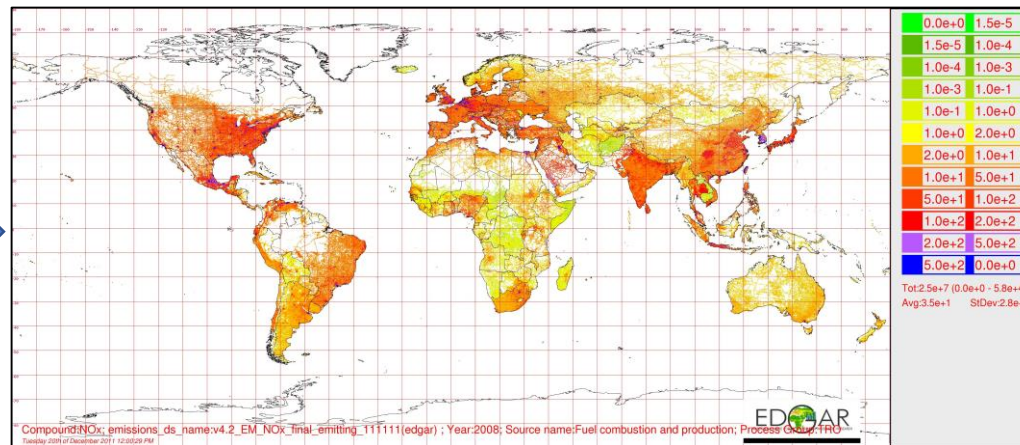 0.0e+0 1.5e-5
1.5e-5 1.0e-4
1.0e-4 1.0e-3
1.0e-3 1.0e-1
1.0e-1 1.0e+0
1.0e+0 2.0e+0
2.0e+0 1.0e+1
1.0e+1 5.0e+1
5.0e+1 1.0e+2
1.0e+2 2.0e+2
2.0e+2 5.0e+2
5.0e+2 0.0e+0
Tot:2.5e+7 (0.0e+0 - 5.8e+4
Avg:3.5e+1 StDev:2.8e+
EDGAR
Compound:NOx; emissions_ds_name:v4.2_EM_NOx_final_emitting_111111(edgar) ; Year:2008; Source name:Fuel combustion and production; Process Group:TRO
Tuesday 20th of December 2011 12:00:29 PM